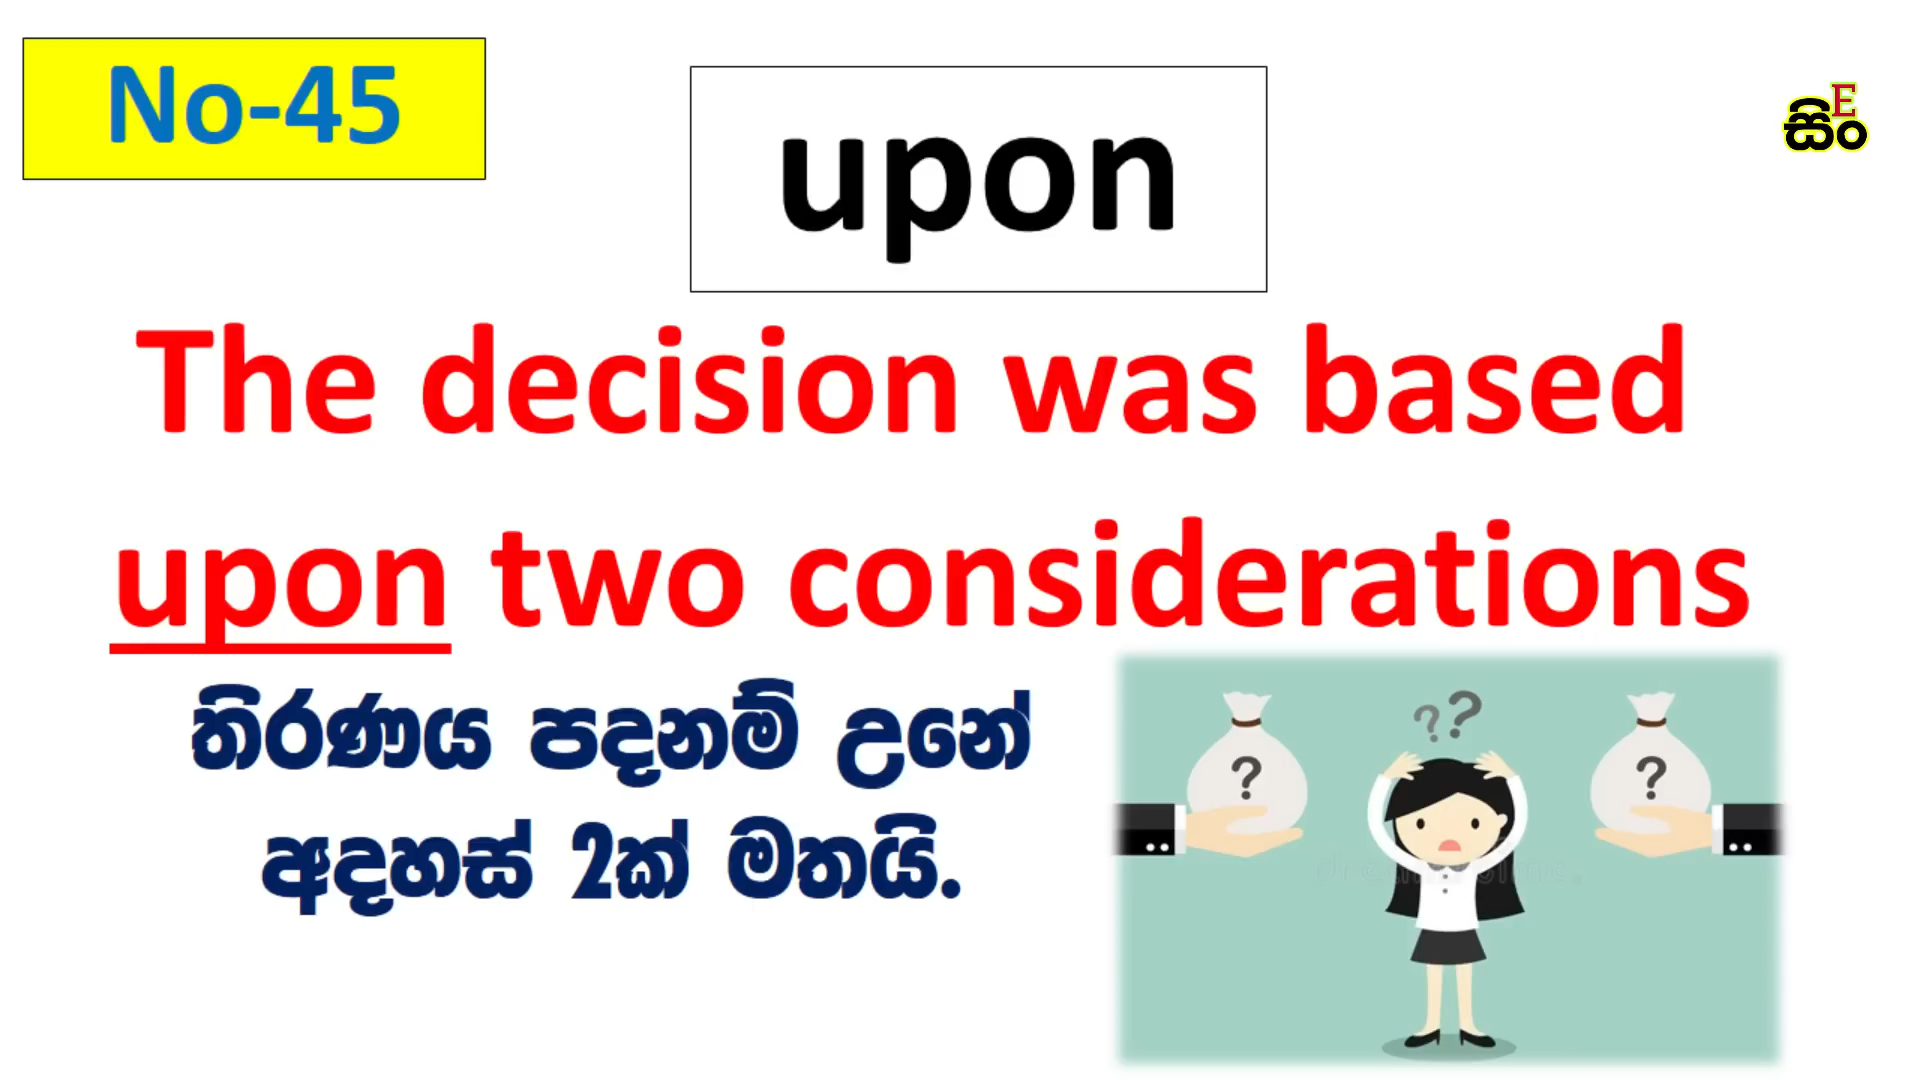 No-45
upon
E
සිං
The decision was based
upon two considerations
තිරණය පදනම් උනේ
අදහස් 2ක් මතයි.
? ?
? ?